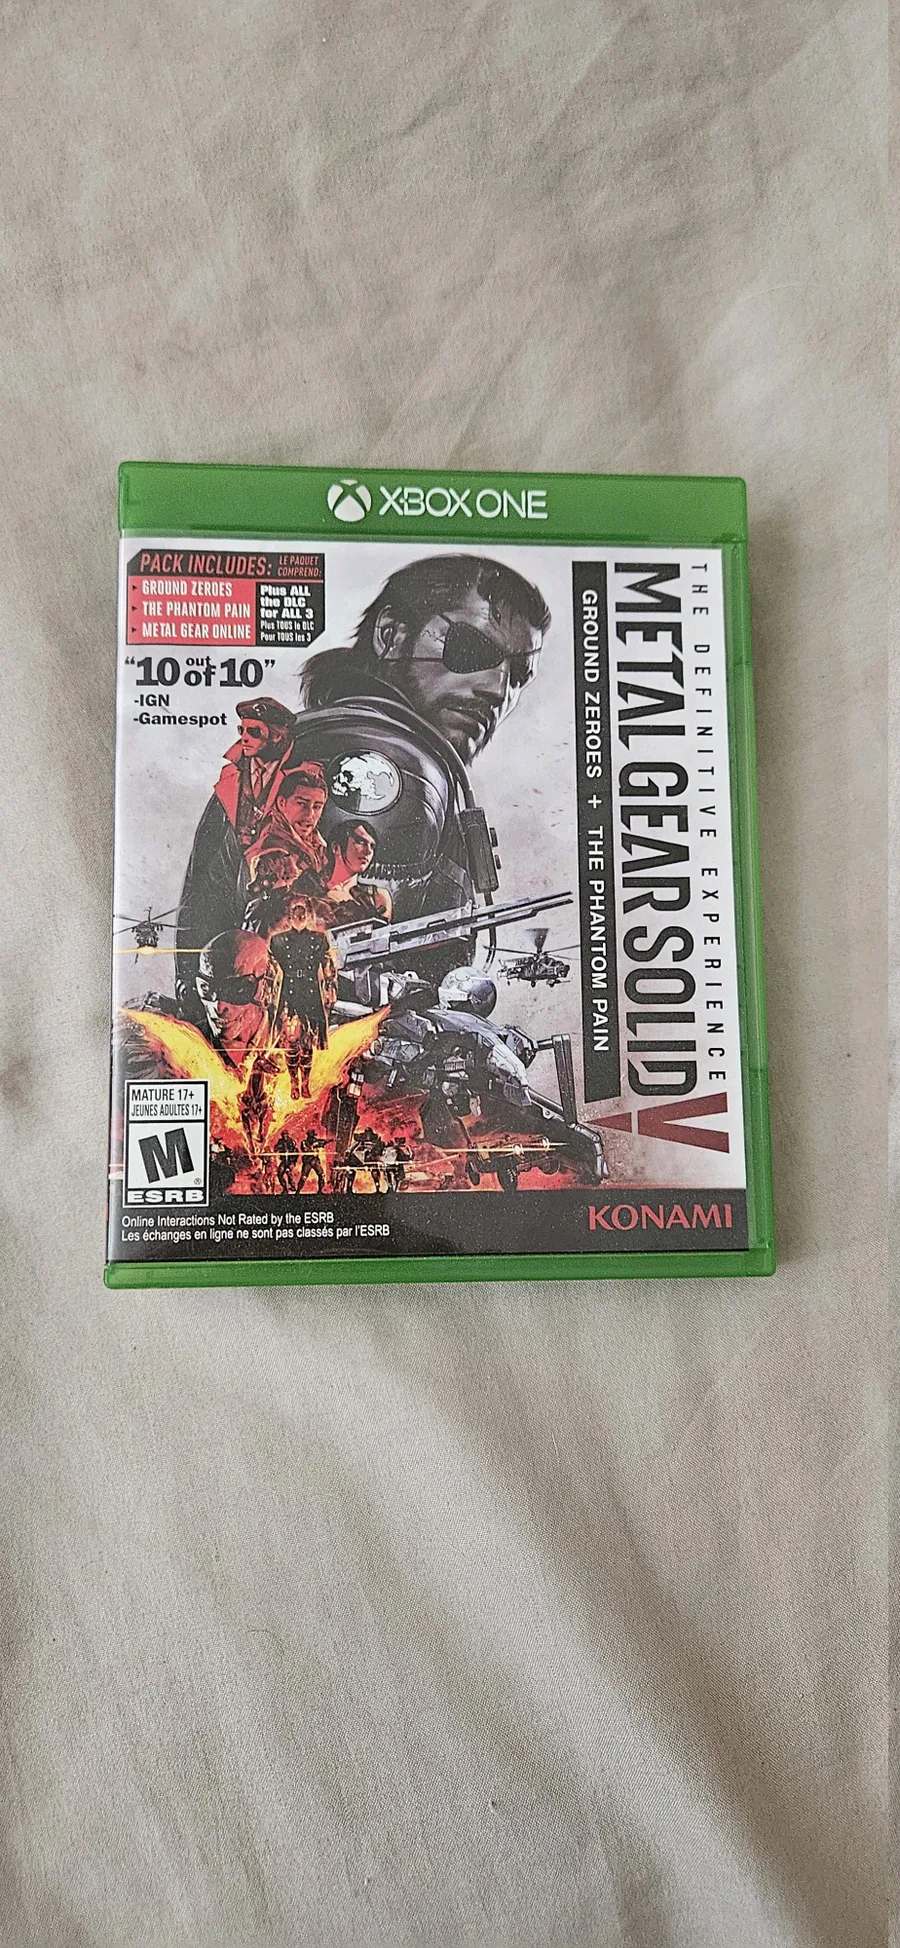 XBOX ONE
PACK INCLUDES:
LE PAQUET
COMPREND:
GROUND ZEROES
THE PHANTOM PAIN
METAL GEAR ONLINE
Plus ALL
the DLC
for ALL 3
Plus TOUS le DLC
Pour TOUS les 3
"10 out of 10"
-IGN
-Gamespot
THE DEFINITIVE EXPERIENCE
METAL GEAR SOLID V
GROUND ZEROES + THE PHANTOM PAIN
MATURE 17+
JEUNES ADULTES 17+
M
®
ESRB
Online Interactions Not Rated by the ESRB
Les échanges en ligne ne sont pas classés par l'ESRB
KONAMI